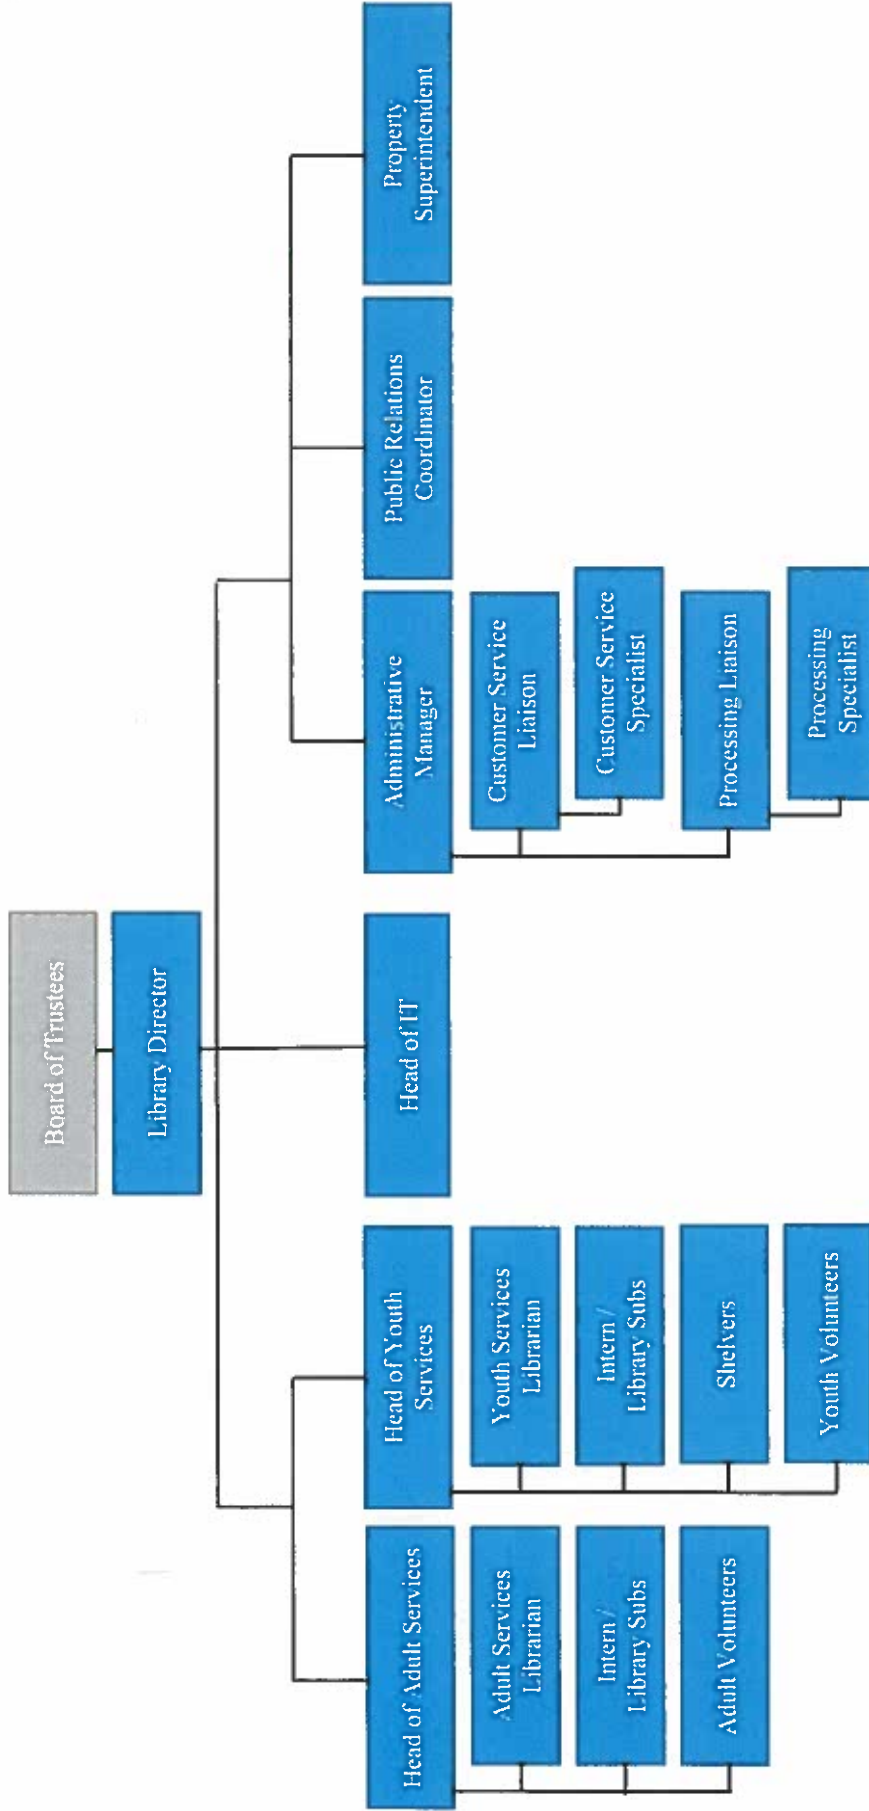 Board of Trustees
Library Director
Head of Adult Services
Head of Youth
Services
Head of IT
Administrative
Manager
Public Relations
Coordinator
Property
Superintendent
Adult Services
Librarian
Intern /
Library Subs
Adult Volunteers
Youth Services
Librarian
Intern /
Library Subs
Shelvers
Youth Volunteers
Customer Service
Liaison
Customer Service
Specialist
Processing Liaison
Processing
Specialist